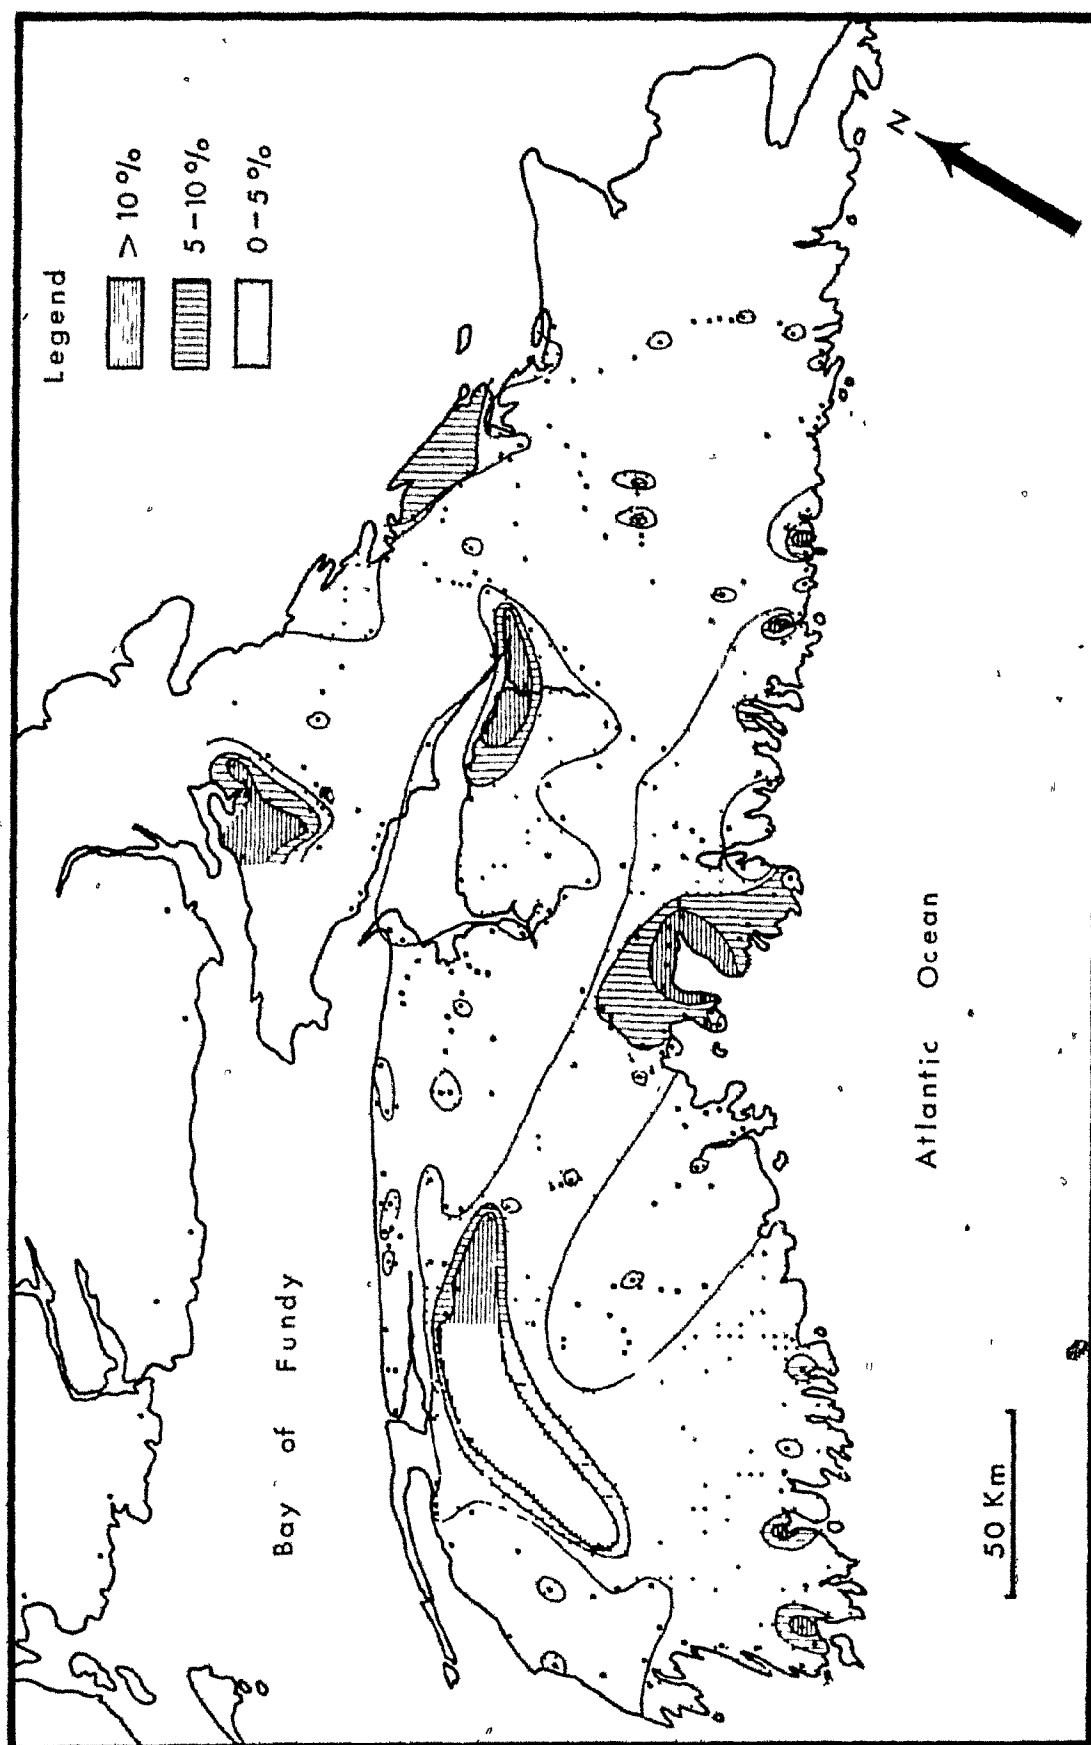 Legend
> 10%
5-10%
0-5%
N
Bay of Fundy
Atlantic Ocean
50 Km